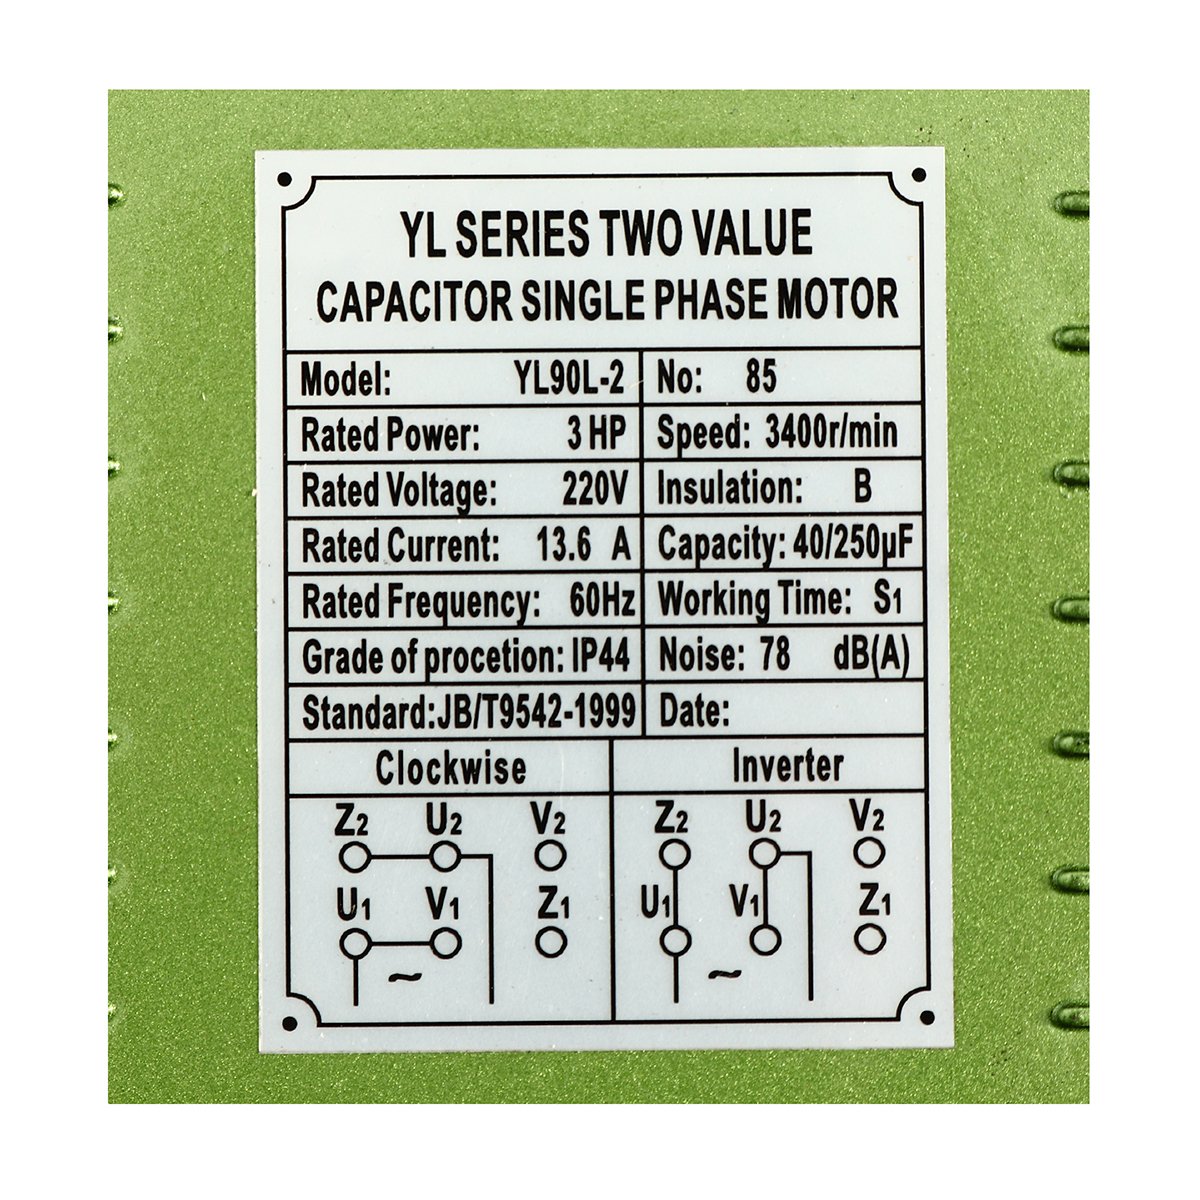 YL SERIES TWO VALUE
CAPACITOR SINGLE PHASE MOTOR
Model: YL90L-2 No: 85
Rated Power: 3 HP Speed: 3400r/min
Rated Voltage: 220V Insulation: B
Rated Current: 13.6 A Capacity: 40/250µF
Rated Frequency: 60Hz Working Time: S1
Grade of procetion: IP44 Noise: 78 dB(A)
Standard:JB/T9542-1999 Date:
Clockwise Inverter
Z2 U2 V2 Z2 U2 V2
U1 V1 Z1 U1 V1 Z1
~ ~